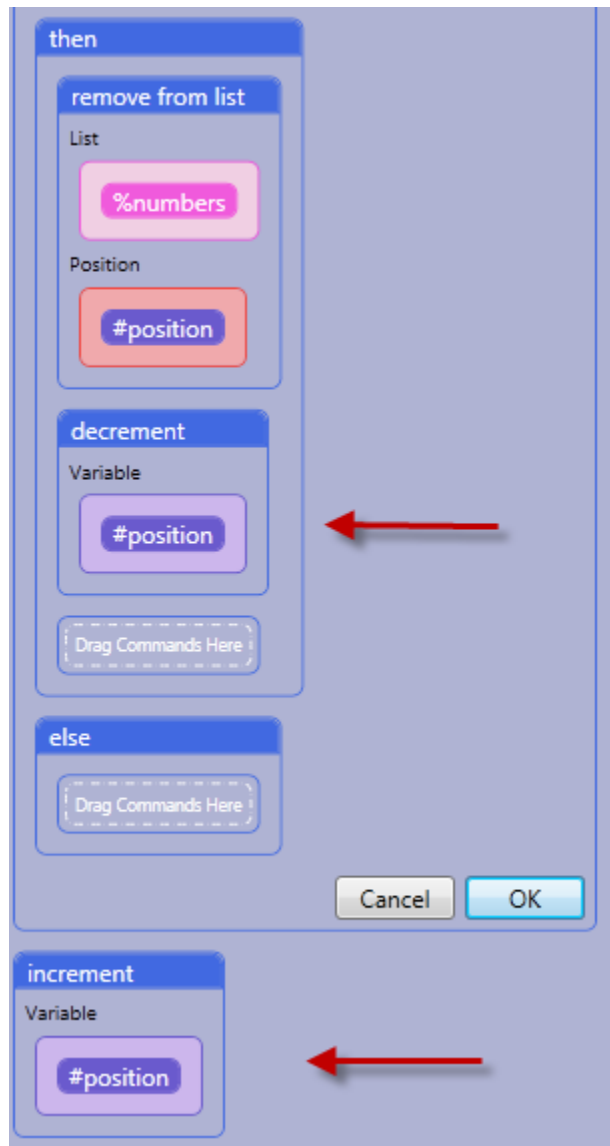 then
remove from list
List
%numbers
Position
#position
decrement
Variable
#position
Drag Commands Here
else
Drag Commands Here
Cancel OK
increment
Variable
#position